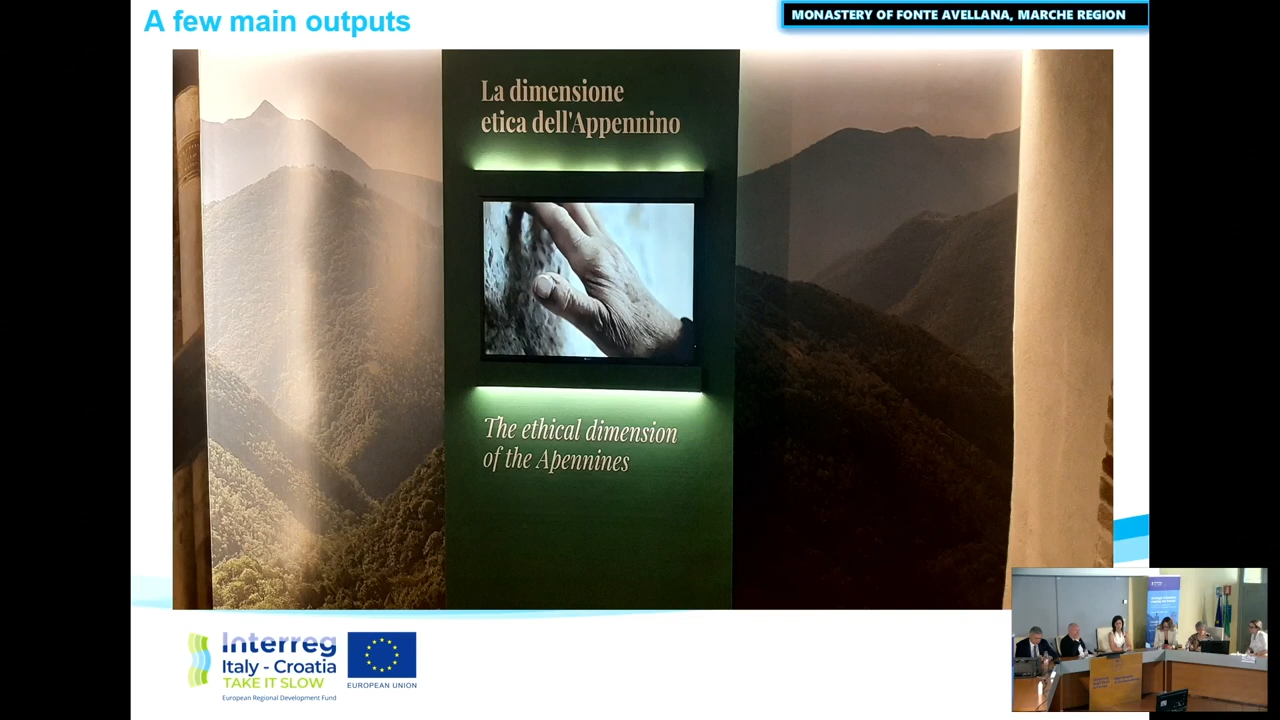 A few main outputs
MONASTERY OF FONTE AVELLANA, MARCHE REGION
La dimensione
etica dell'Appennino
The ethical dimension
of the Apennines
Interreg
Italy - Croatia
TAKE IT SLOW
European Regional Development Fund
EUROPEAN UNION
Interreg